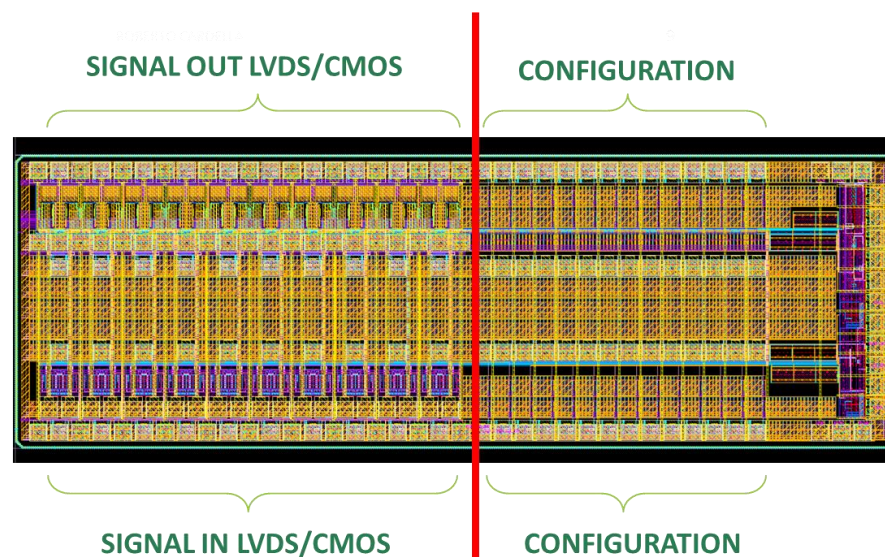 SIGNAL OUT LVDS/CMOS
CONFIGURATION
SIGNAL IN LVDS/CMOS
CONFIGURATION